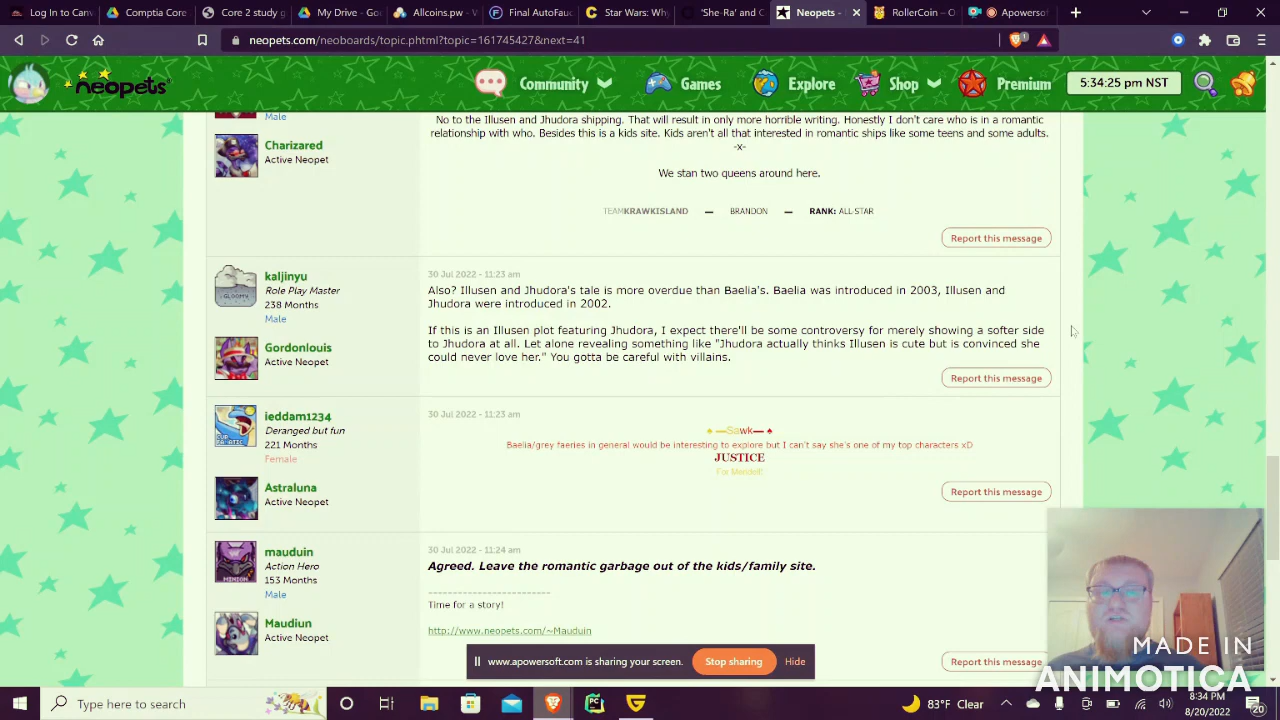 Log In to Canva
Core 2 documer
My Drive - Goo
Allcoins.pw - v
Final AutoFauc
Star Wars: Why
'She-Ra' and C
Neopets -
RollerCoin - O
Apowersof
neopets.com/neoboards/topic.phtml?topic=161745427&next=41
1
neopets
Community
Games
Explore
Shop
Premium
5:34:25 pm NST
Male
Charizared
Active Neopet
No to the Illusen and Jhudora shipping. That will result in only more horrible writing. Honestly I don't care who is in a romantic
relationship with who. Besides this is a kids site. Kids aren't all that interested in romantic ships like some teens and some adults.
-x-
We stan two queens around here.
TEAMKRAWKISLAND — BRANDON — RANK: ALL-STAR
Report this message
kaljinyu
Role Play Master
238 Months
Male
GLOOMY
Gordonlouis
Active Neopet
30 Jul 2022 - 11:23 am
Also? Illusen and Jhudora's tale is more overdue than Baelia's. Baelia was introduced in 2003, Illusen and
Jhudora were introduced in 2002.
If this is an Illusen plot featuring Jhudora, I expect there'll be some controversy for merely showing a softer side
to Jhudora at all. Let alone revealing something like "Jhudora actually thinks Illusen is cute but is convinced she
could never love her." You gotta be careful with villains.
Report this message
ieddam1234
Deranged but fun
221 Months
Female
Astraluna
Active Neopet
30 Jul 2022 - 11:23 am
♠ —Sawk— ♠
Baelia/grey faeries in general would be interesting to explore but I can't say she's one of my top characters xD
JUSTICE
For Meridell!
Report this message
mauduin
Action Hero
153 Months
Male
MINION
Maudiun
Active Neopet
30 Jul 2022 - 11:24 am
Agreed. Leave the romantic garbage out of the kids/family site.
-------------------------
Time for a story!
http://www.neopets.com/~Mauduin
Report this message
www.apowersoft.com is sharing your screen.
Stop sharing
Hide
MADE IN
ANIMOTICA
Type here to search
83°F Clear
8:34 PM
8/20/2022
20